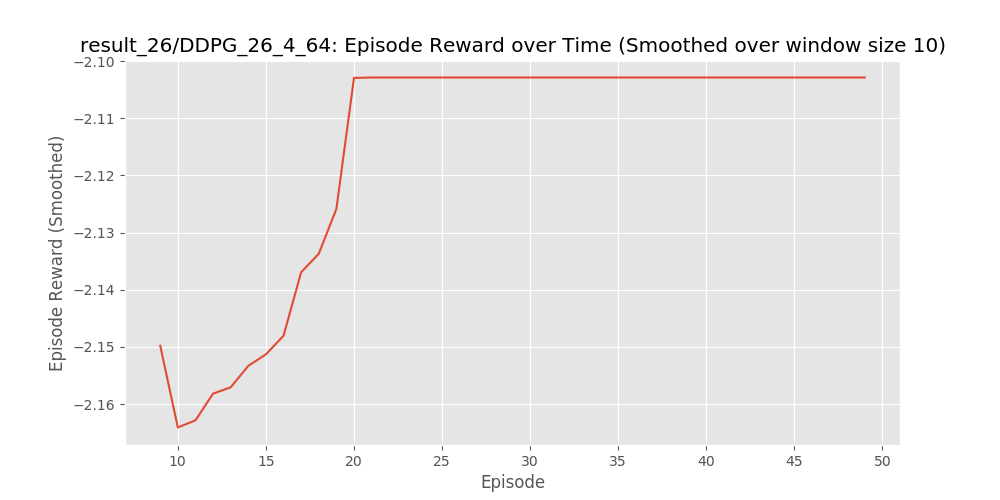 result_26/DDPG_26_4_64: Episode Reward over Time (Smoothed over window size 10)
−2.10
−2.11
−2.12
−2.13
−2.14
−2.15
−2.16
Episode Reward (Smoothed)
10 15 20 25 30 35 40 45 50
Episode